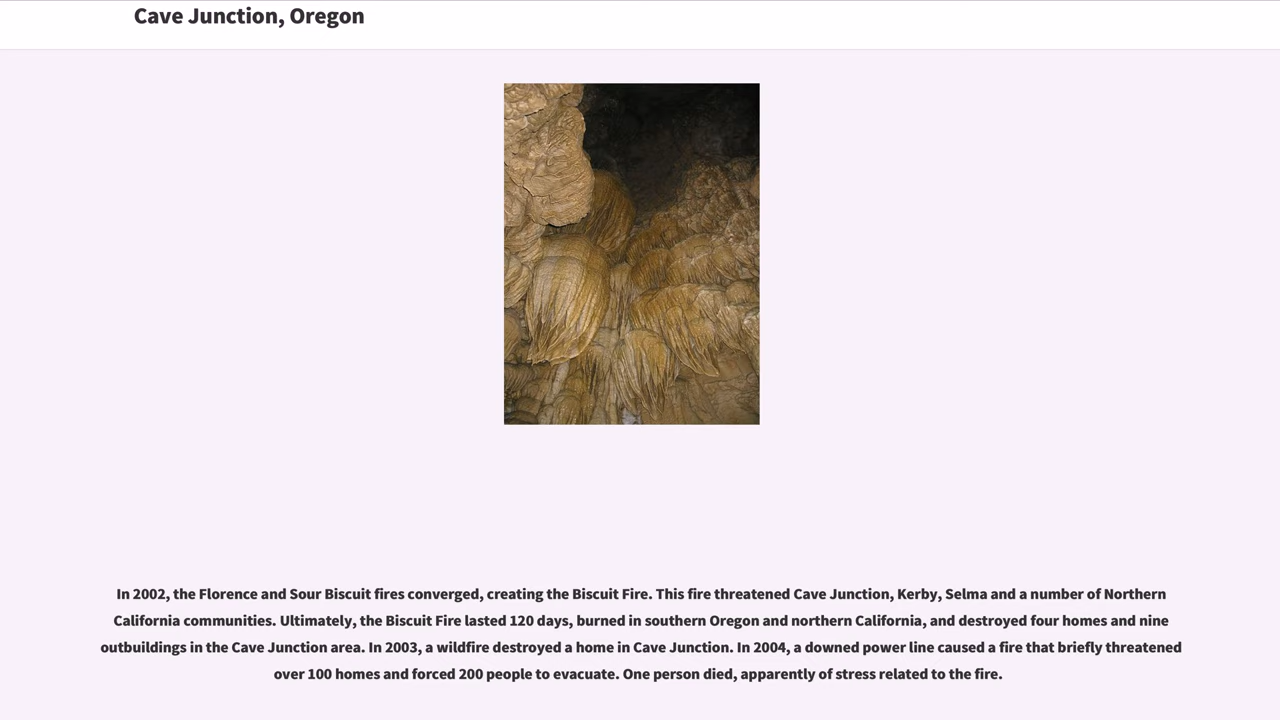 Cave Junction, Oregon
In 2002, the Florence and Sour Biscuit fires converged, creating the Biscuit Fire. This fire threatened Cave Junction, Kerby, Selma and a number of Northern
California communities. Ultimately, the Biscuit Fire lasted 120 days, burned in southern Oregon and northern California, and destroyed four homes and nine
outbuildings in the Cave Junction area. In 2003, a wildfire destroyed a home in Cave Junction. In 2004, a downed power line caused a fire that briefly threatened
over 100 homes and forced 200 people to evacuate. One person died, apparently of stress related to the fire.